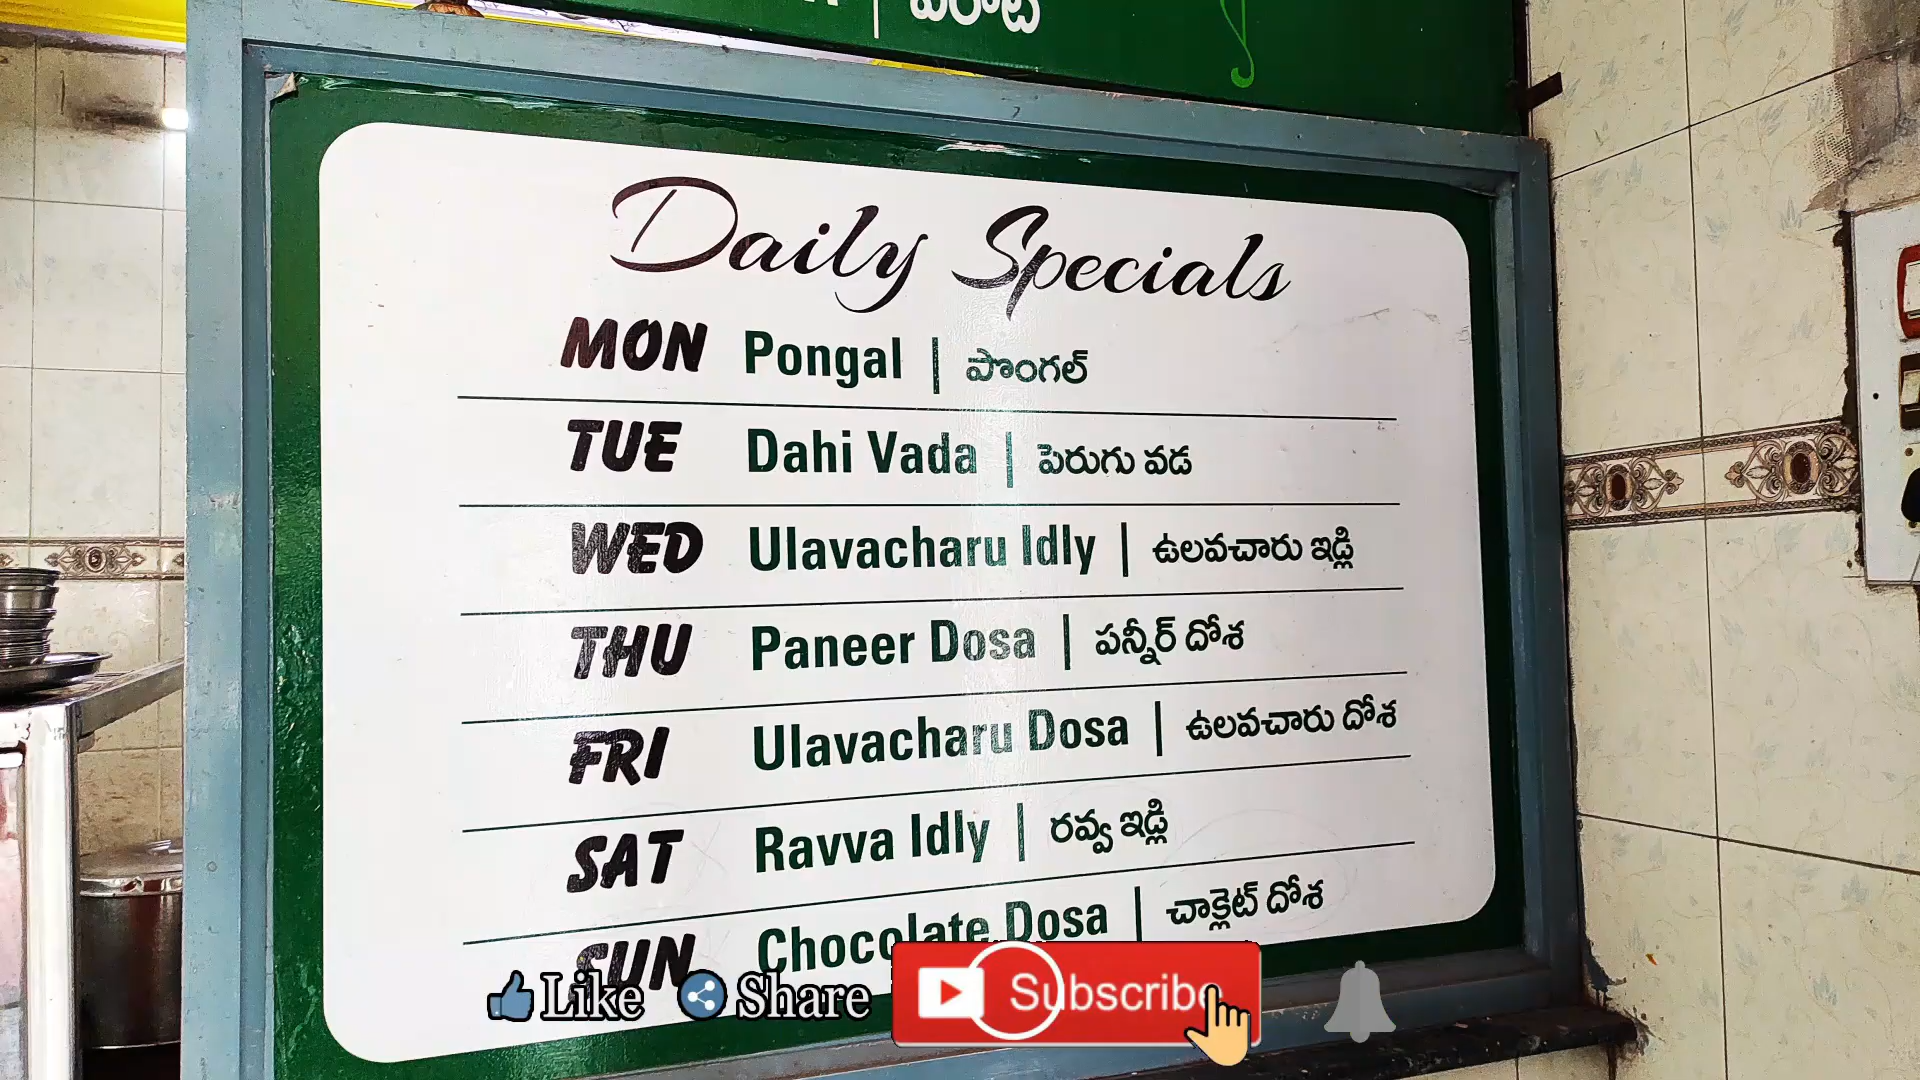 పరోటా
Daily Specials
MON Pongal | పొంగల్
TUE Dahi Vada | పెరుగు వడ
WED Ulavacharu Idly | ఉలవచారు ఇడ్లి
THU Paneer Dosa | పన్నీర్ దోశ
FRI Ulavacharu Dosa | ఉలవచారు దోశ
SAT Ravva Idly | రవ్వ ఇడ్లి
SUN Chocolate Dosa | చాక్లెట్ దోశ
Like Share Subscribe